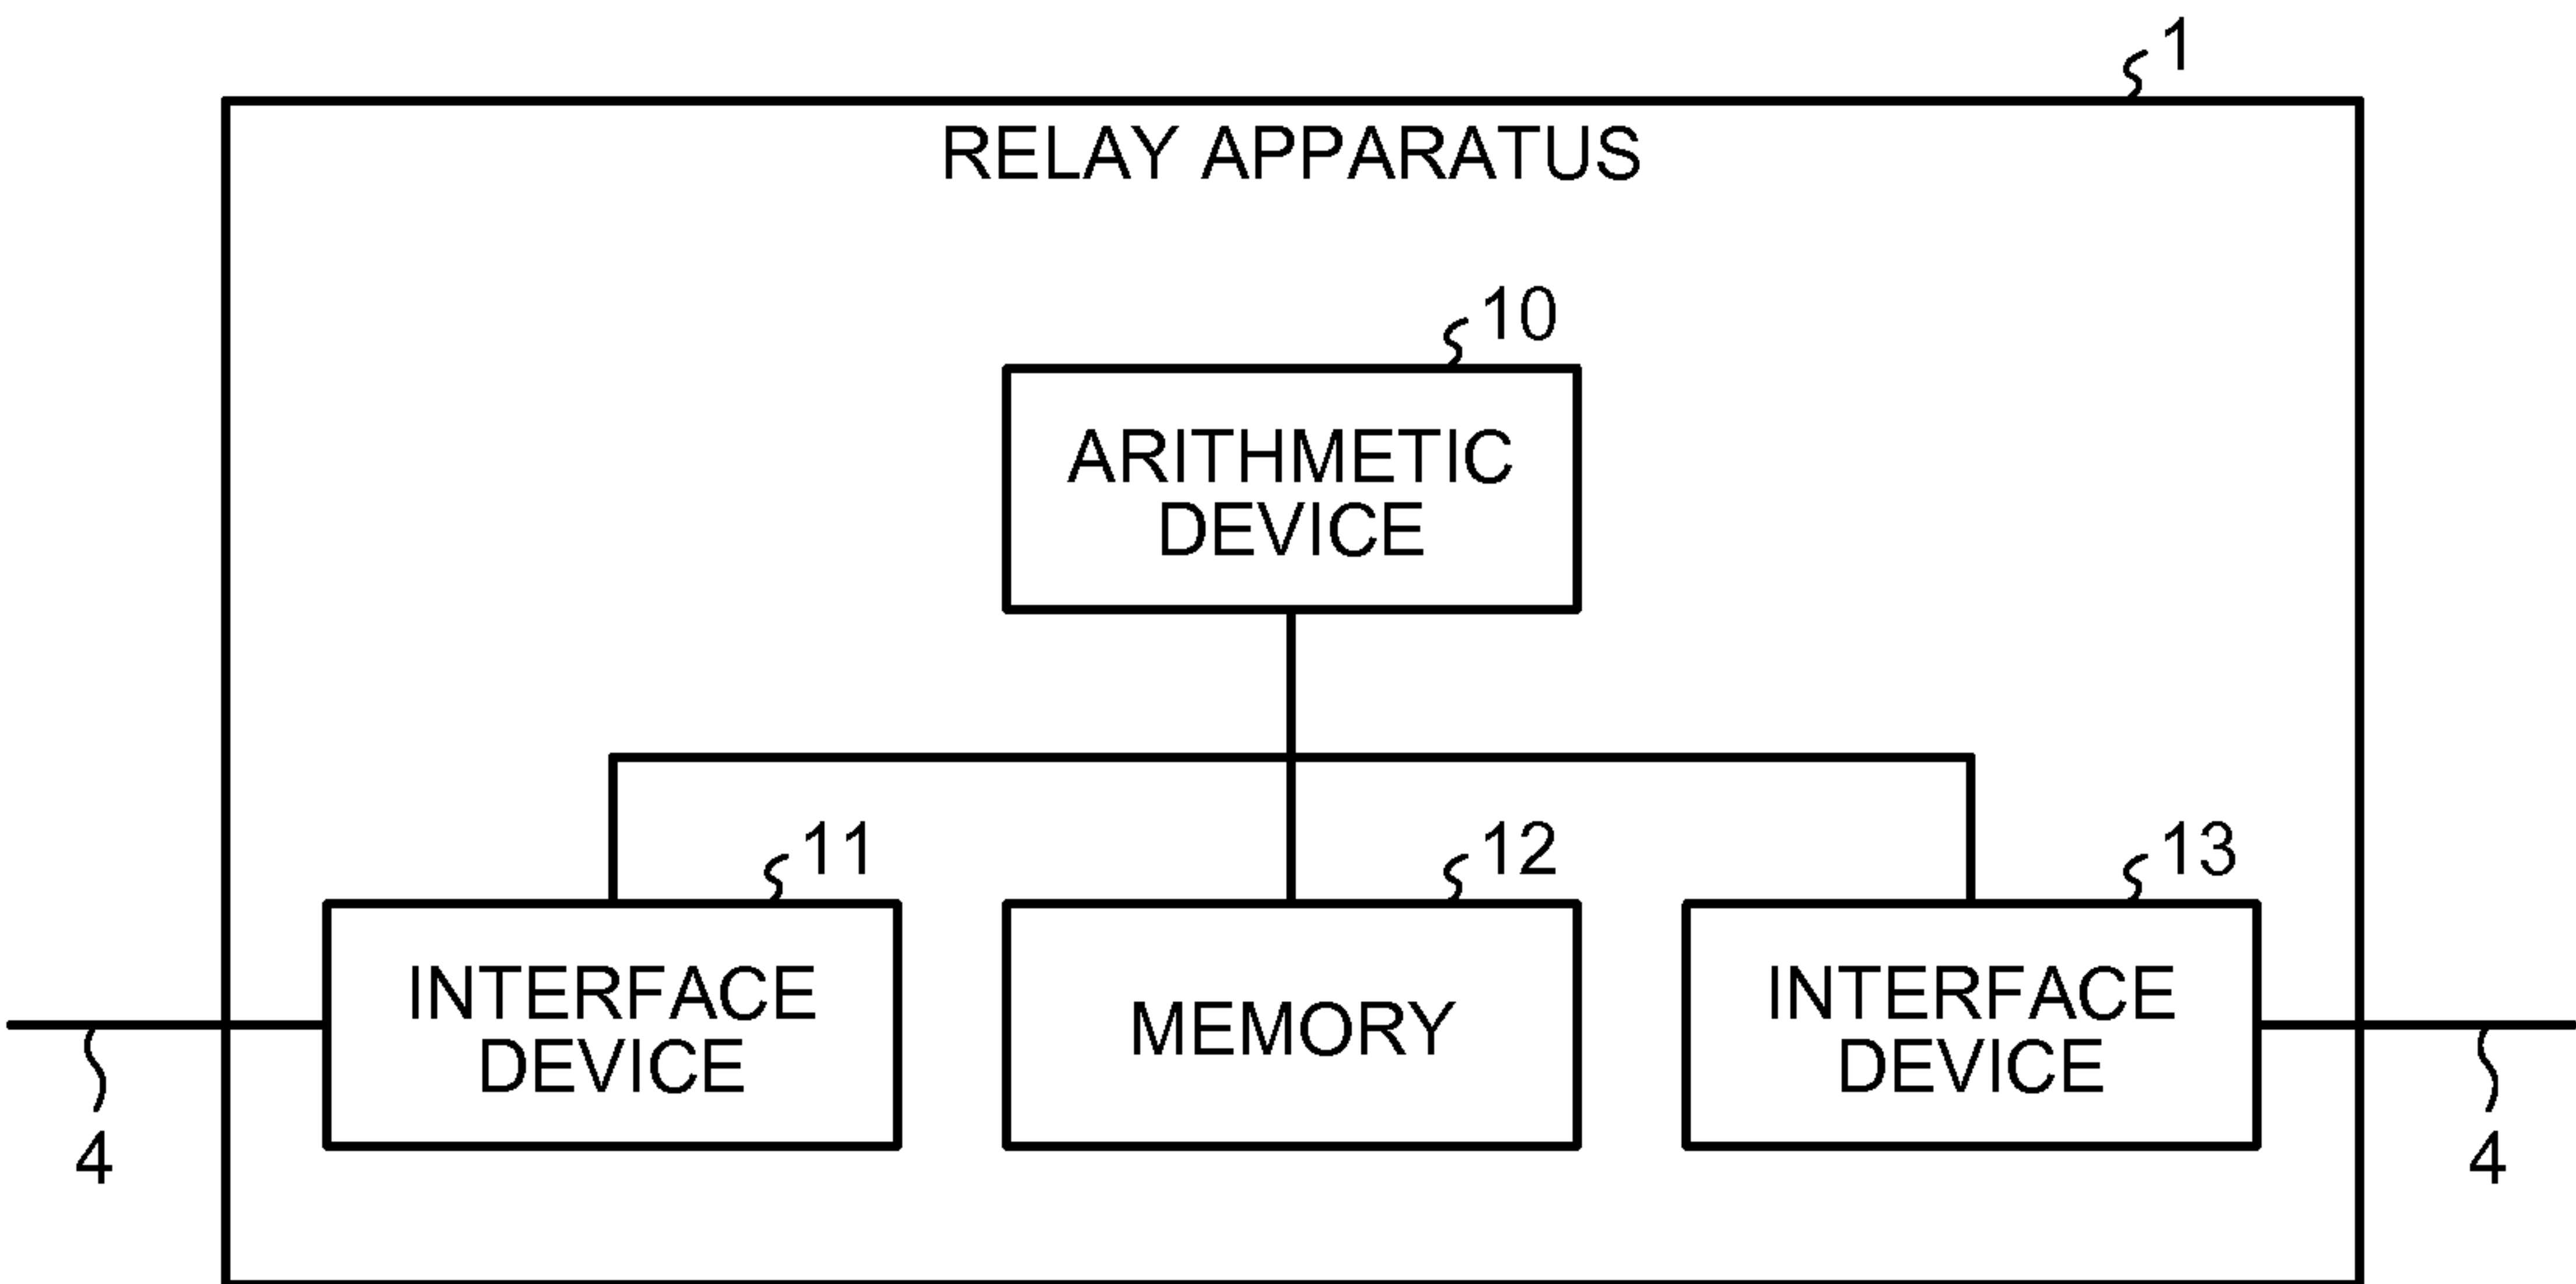 1
RELAY APPARATUS
10
ARITHMETIC
DEVICE
11
12
13
INTERFACE
DEVICE
MEMORY
INTERFACE
DEVICE
4
4